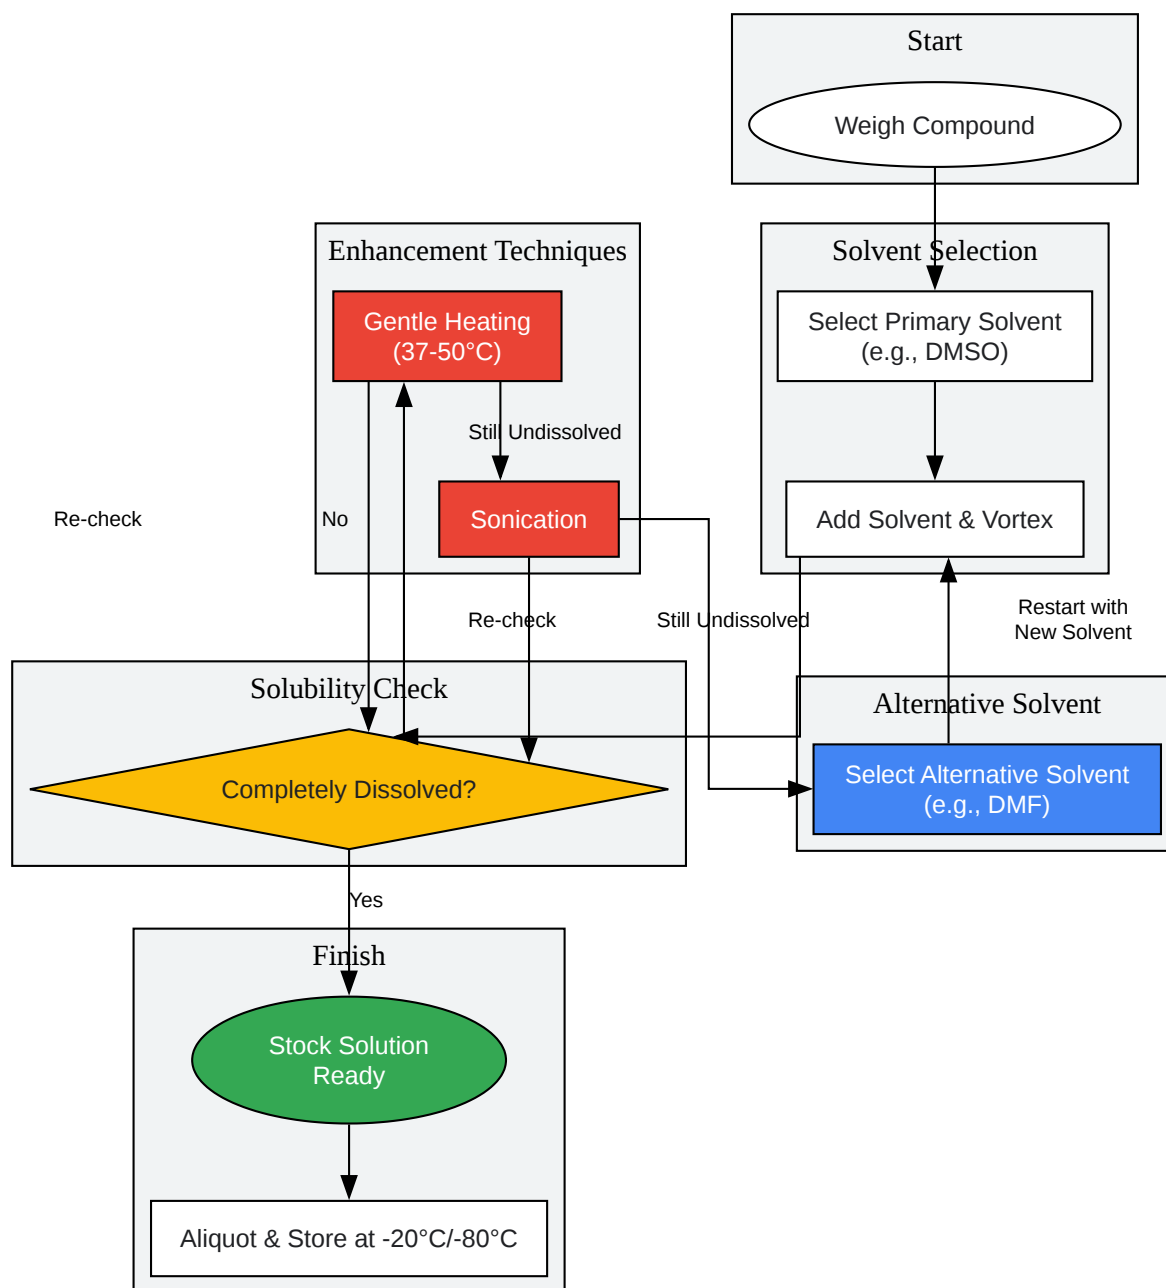 Start
Weigh Compound
Enhancement Techniques
Solvent Selection
Gentle Heating
(37-50°C)
Select Primary Solvent
(e.g., DMSO)
Still Undissolved
Re-check
No
Sonication
Add Solvent & Vortex
Re-check
Still Undissolved
Restart with
New Solvent
Solubility Check
Alternative Solvent
Completely Dissolved?
Select Alternative Solvent
(e.g., DMF)
Yes
Finish
Stock Solution
Ready
Aliquot & Store at -20°C/-80°C